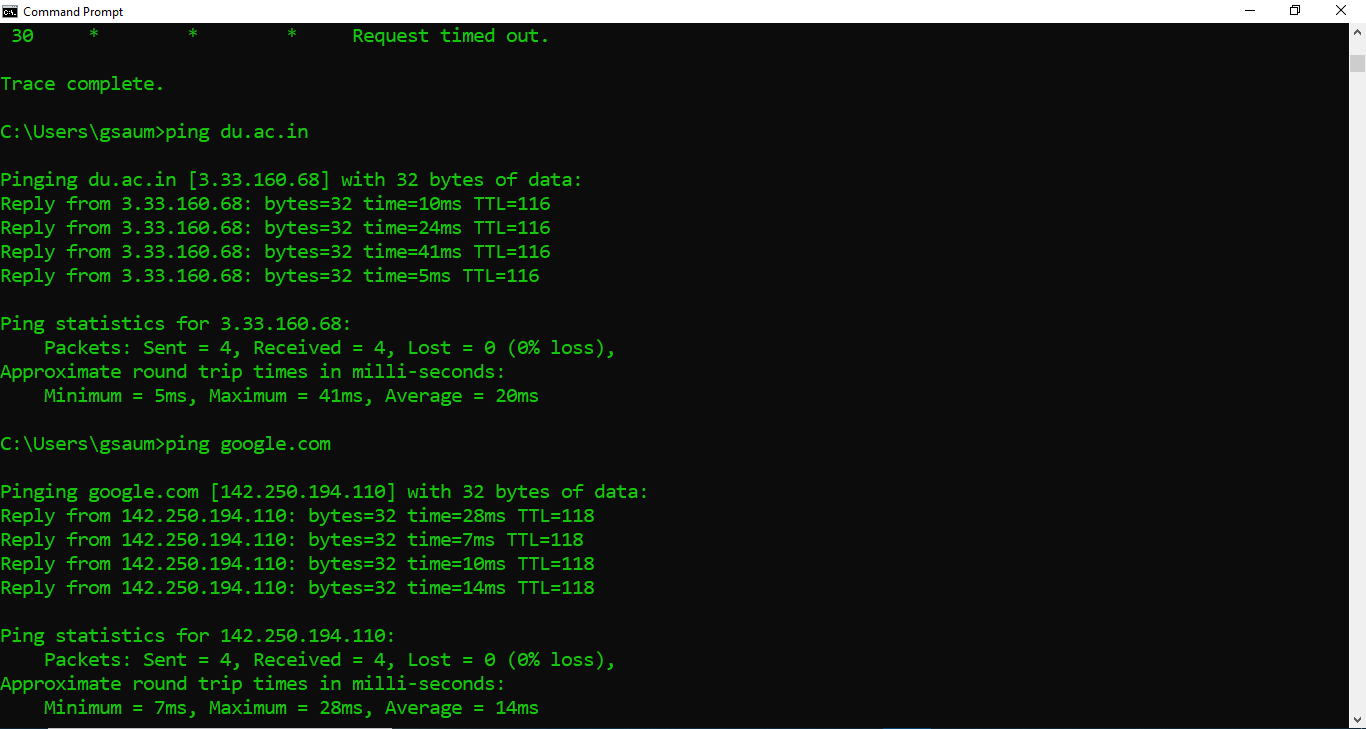 Command Prompt
30 * * * Request timed out.
Trace complete.
C:\Users\gsaum>ping du.ac.in
Pinging du.ac.in [3.33.160.68] with 32 bytes of data:
Reply from 3.33.160.68: bytes=32 time=10ms TTL=116
Reply from 3.33.160.68: bytes=32 time=24ms TTL=116
Reply from 3.33.160.68: bytes=32 time=41ms TTL=116
Reply from 3.33.160.68: bytes=32 time=5ms TTL=116
Ping statistics for 3.33.160.68:
Packets: Sent = 4, Received = 4, Lost = 0 (0% loss),
Approximate round trip times in milli-seconds:
Minimum = 5ms, Maximum = 41ms, Average = 20ms
C:\Users\gsaum>ping google.com
Pinging google.com [142.250.194.110] with 32 bytes of data:
Reply from 142.250.194.110: bytes=32 time=28ms TTL=118
Reply from 142.250.194.110: bytes=32 time=7ms TTL=118
Reply from 142.250.194.110: bytes=32 time=10ms TTL=118
Reply from 142.250.194.110: bytes=32 time=14ms TTL=118
Ping statistics for 142.250.194.110:
Packets: Sent = 4, Received = 4, Lost = 0 (0% loss),
Approximate round trip times in milli-seconds:
Minimum = 7ms, Maximum = 28ms, Average = 14ms